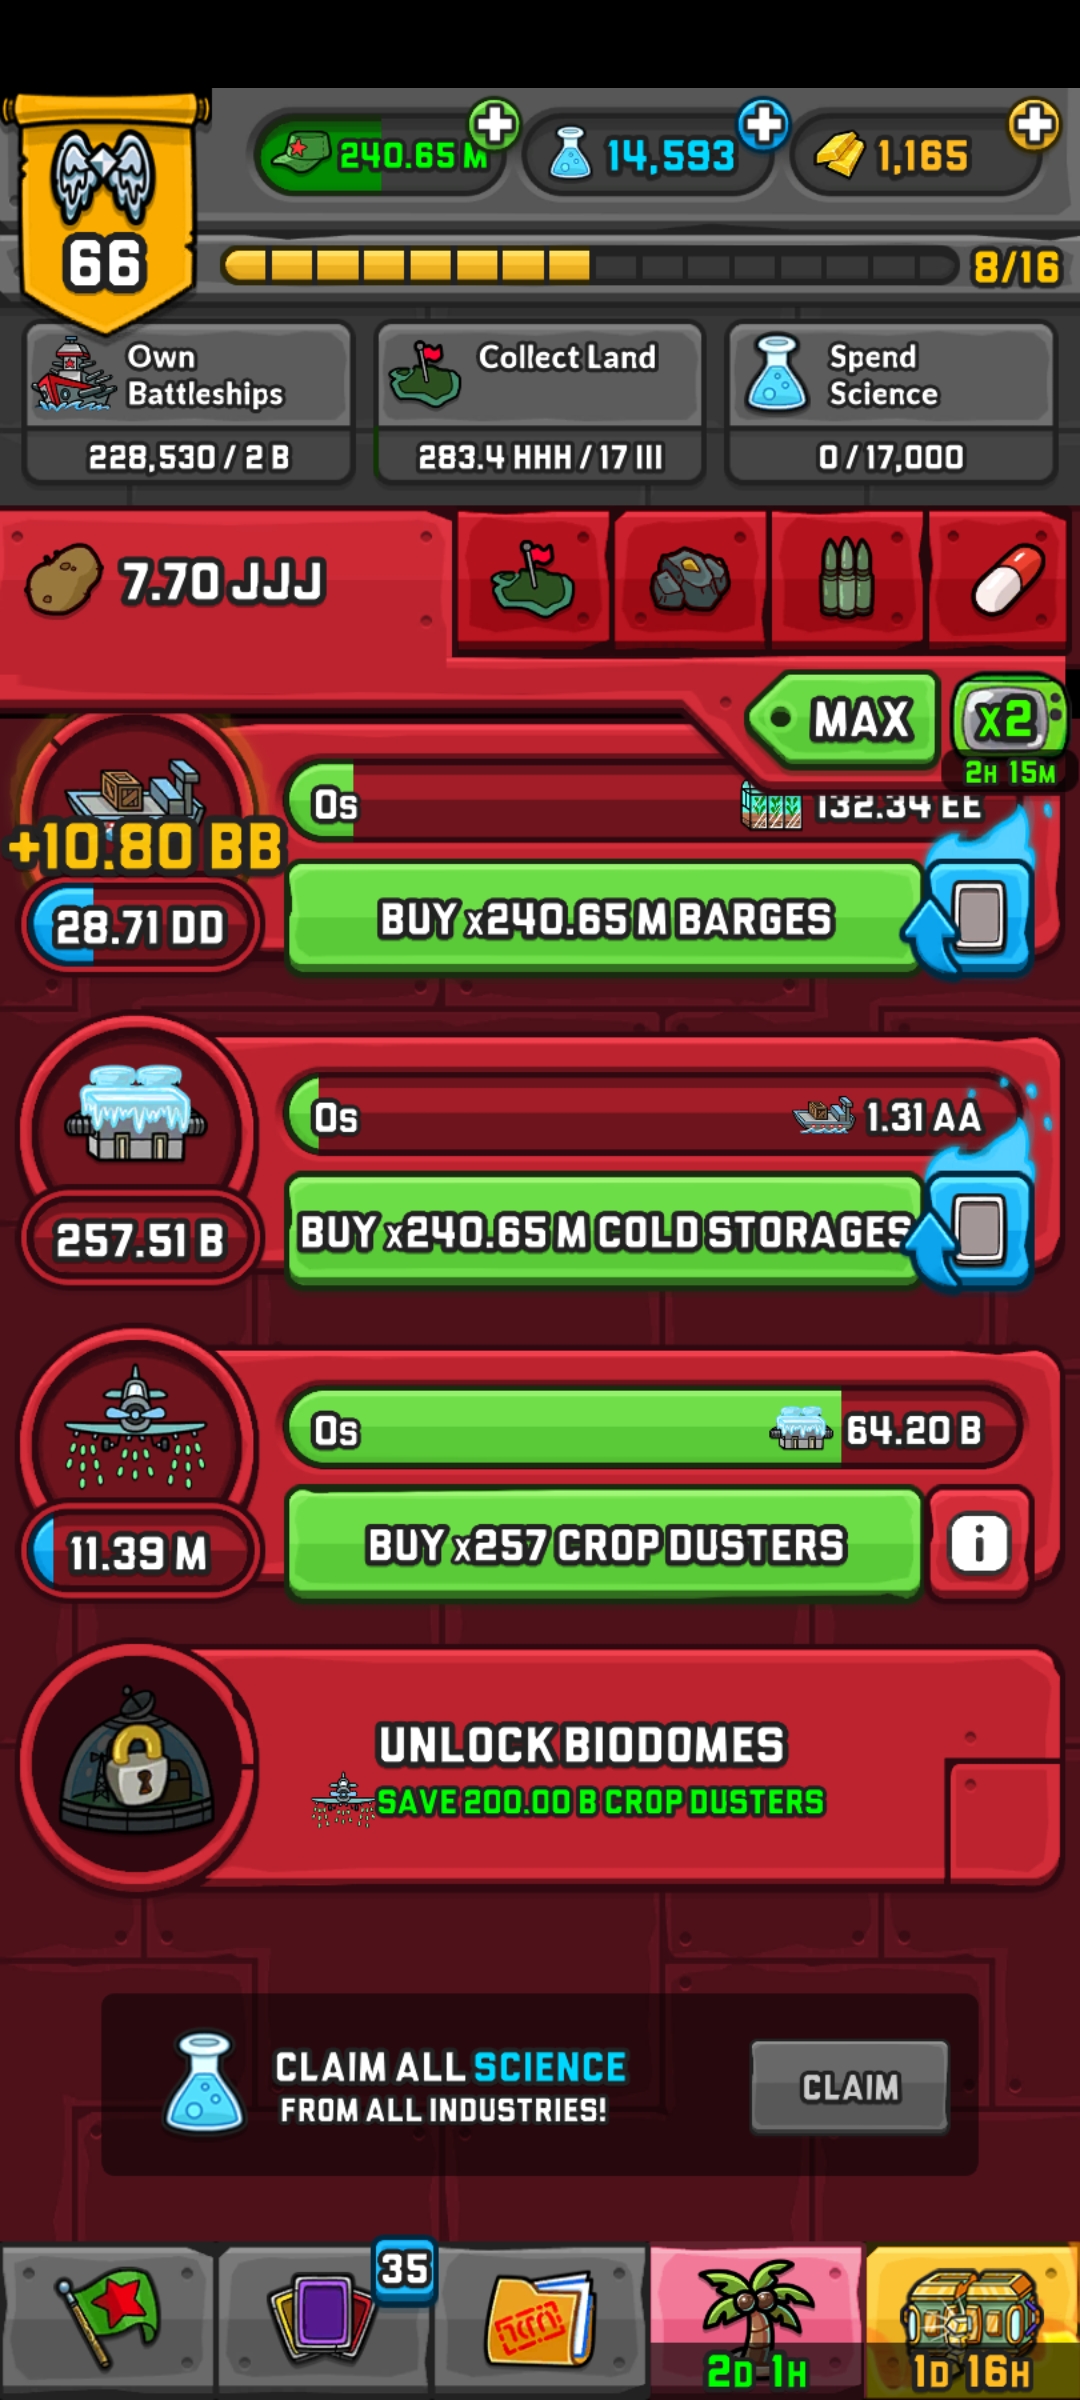 240.65 M
14,593
1,165
66
8/16
Own
Battleships
228,530 / 2 B
Collect Land
283.4 HHH / 17 III
Spend
Science
0 / 17,000
7.70 JJJ
MAX
x2
2H 15M
0s
132.34 EE
+10.80 BB
28.71 DD
BUY x240.65 M BARGES
0s
1.31 AA
257.51 B
BUY x240.65 M COLD STORAGES
0s
64.20 B
11.39 M
BUY x257 CROP DUSTERS
i
UNLOCK BIODOMES
SAVE 200.00 B CROP DUSTERS
CLAIM ALL SCIENCE
FROM ALL INDUSTRIES!
CLAIM
35
2D 1H
1D 16H